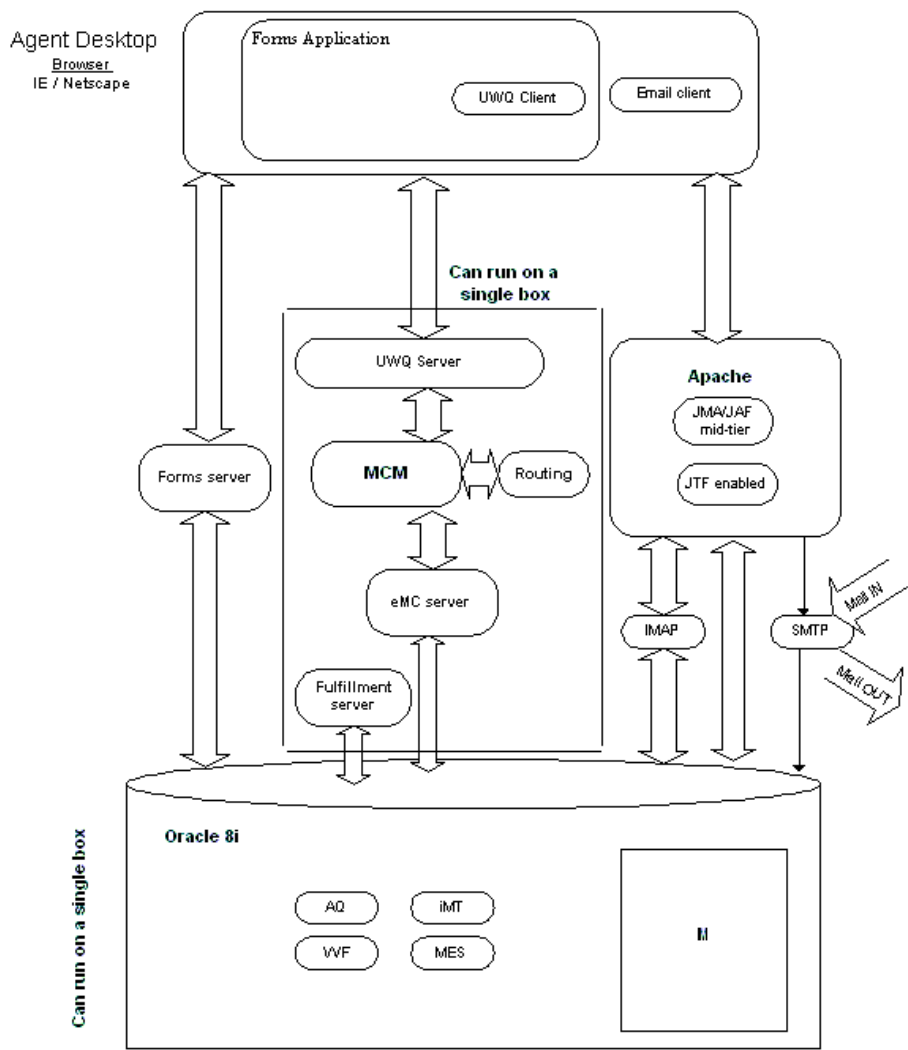 Agent Desktop
Browser
IE / Netscape
Forms Application
UWQ Client
Email client
Can run on a
single box
UWQ Server
MCM
Routing
eMC server
Fulfillment
server
Forms server
Apache
JMA/JAF
mid-tier
JTF enabled
IMAP
SMTP
Mail IN
Mail OUT
Can run on a single box
Oracle 8i
AQ
iMT
WF
MES
M